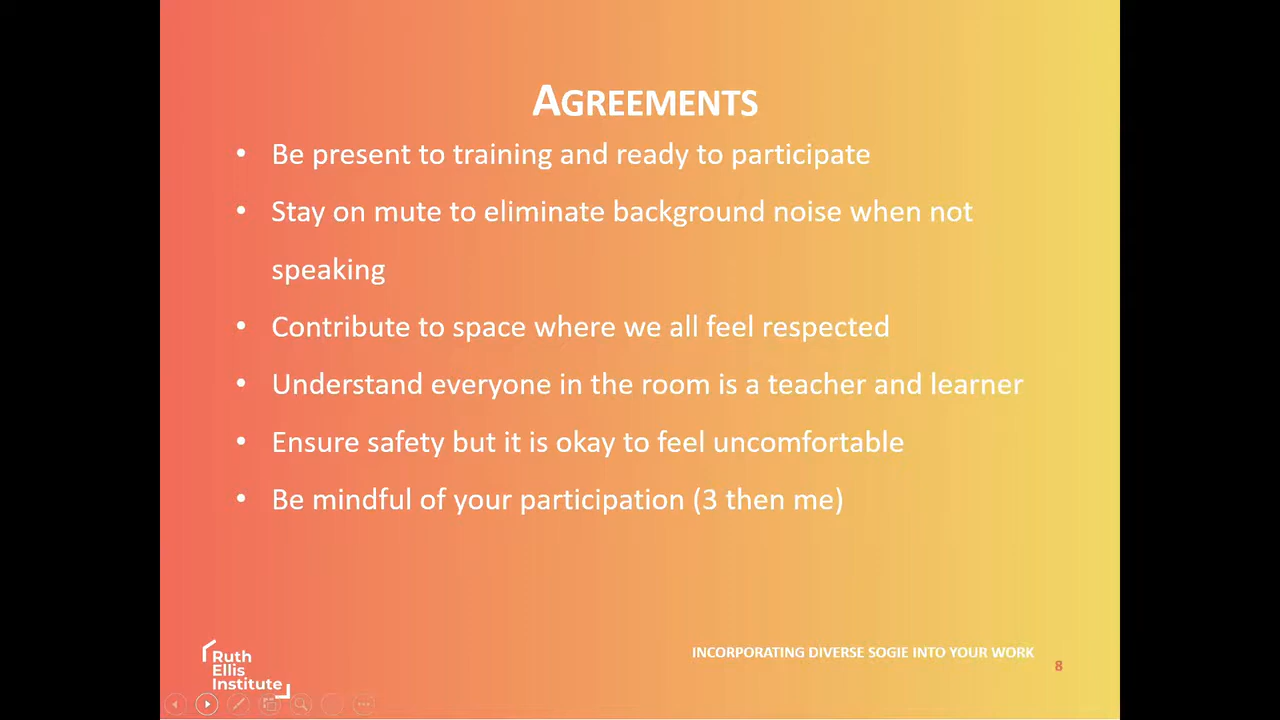 AGREEMENTS
• Be present to training and ready to participate
• Stay on mute to eliminate background noise when not
speaking
• Contribute to space where we all feel respected
• Understand everyone in the room is a teacher and learner
• Ensure safety but it is okay to feel uncomfortable
• Be mindful of your participation (3 then me)
Ruth
Ellis
Institute
INCORPORATING DIVERSE SOGIE INTO YOUR WORK
8